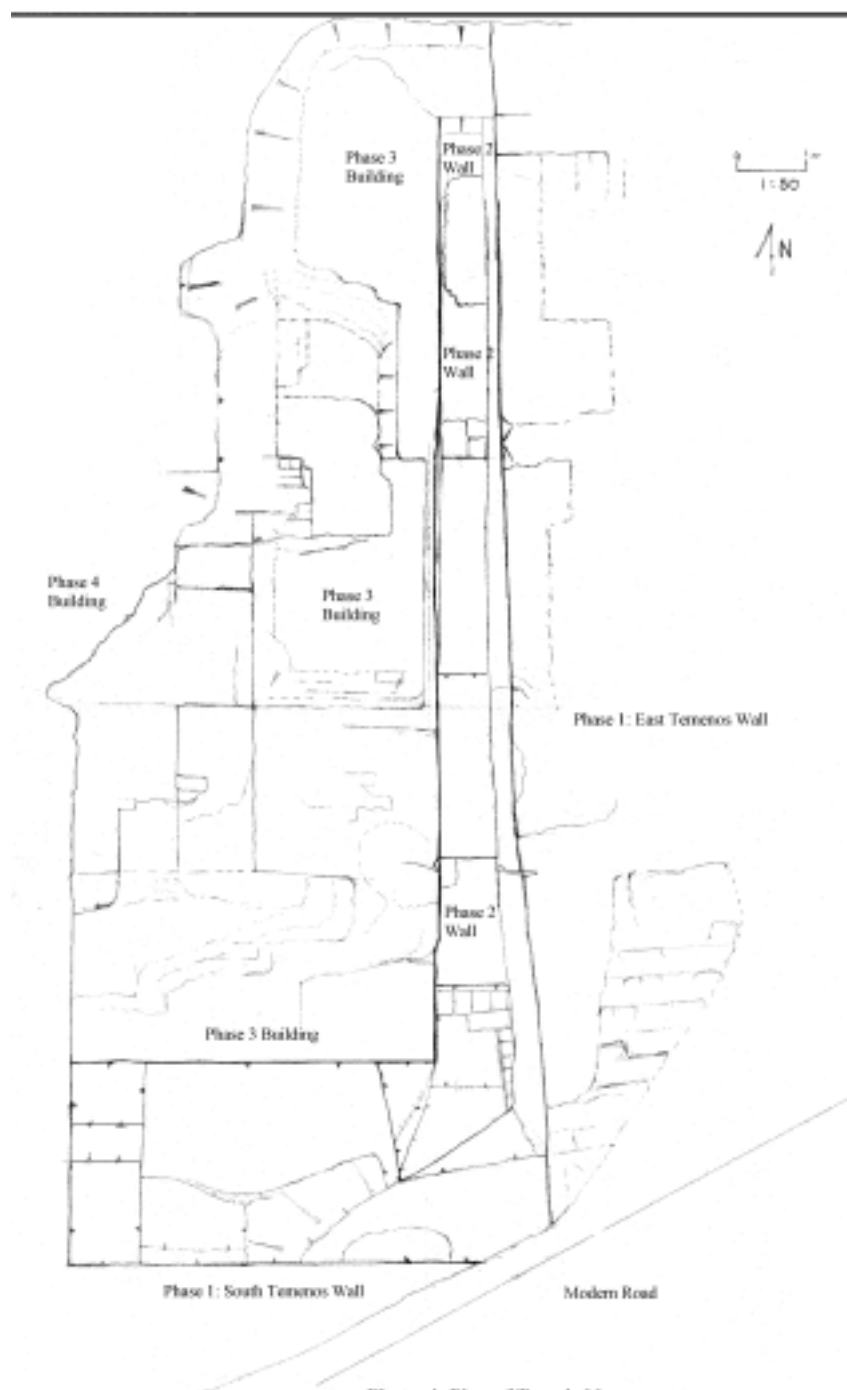 Phase 3
Building
Phase 2
Wall
1:50
N
Phase 2
Wall
Phase 4
Building
Phase 3
Building
Phase 1: East Temenos Wall
Phase 2
Wall
Phase 3 Building
Phase 1: South Temenos Wall
Modern Road